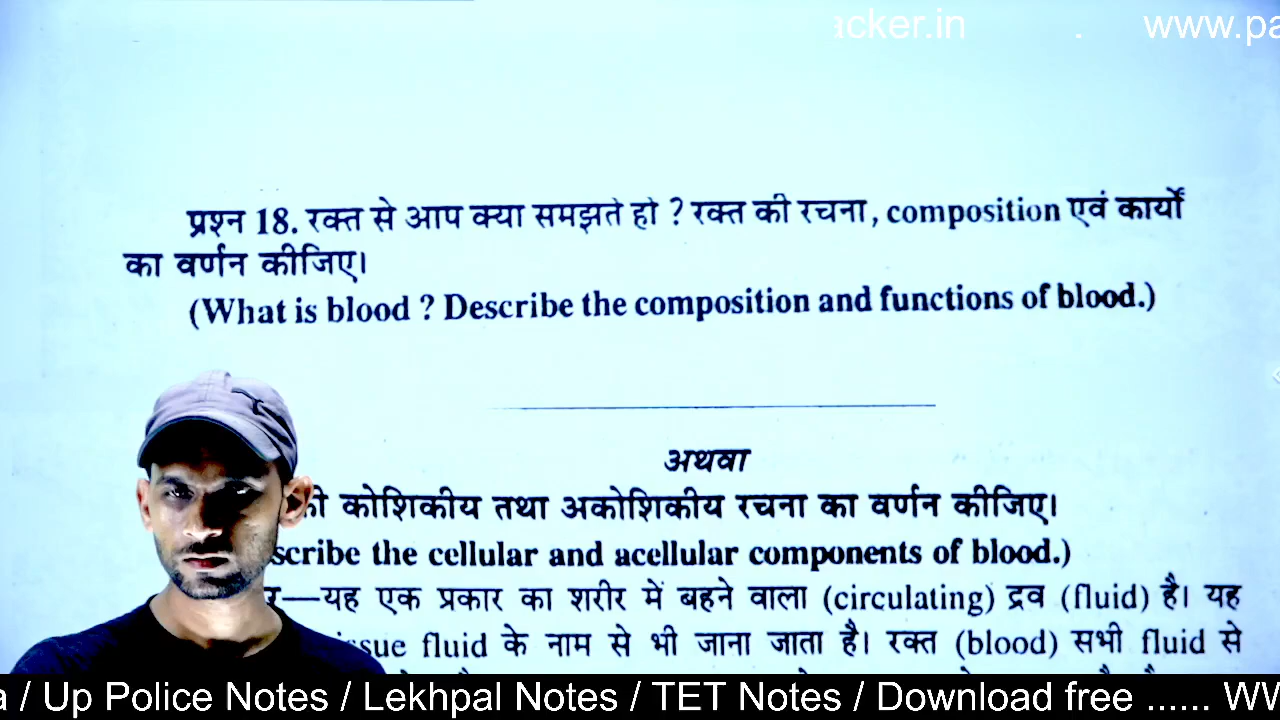 acker.in . www.pa
प्रश्न 18. रक्त से आप क्या समझते हो ? रक्त की रचना, composition एवं कार्यों
का वर्णन कीजिए।
(What is blood ? Describe the composition and functions of blood.)
अथवा
की कोशिकीय तथा अकोशिकीय रचना का वर्णन कीजिए।
scribe the cellular and acellular components of blood.)
र—यह एक प्रकार का शरीर में बहने वाला (circulating) द्रव (fluid) है। यह
issue fluid के नाम से भी जाना जाता है। रक्त (blood) सभी fluid से
a / Up Police Notes / Lekhpal Notes / TET Notes / Download free ...... WW